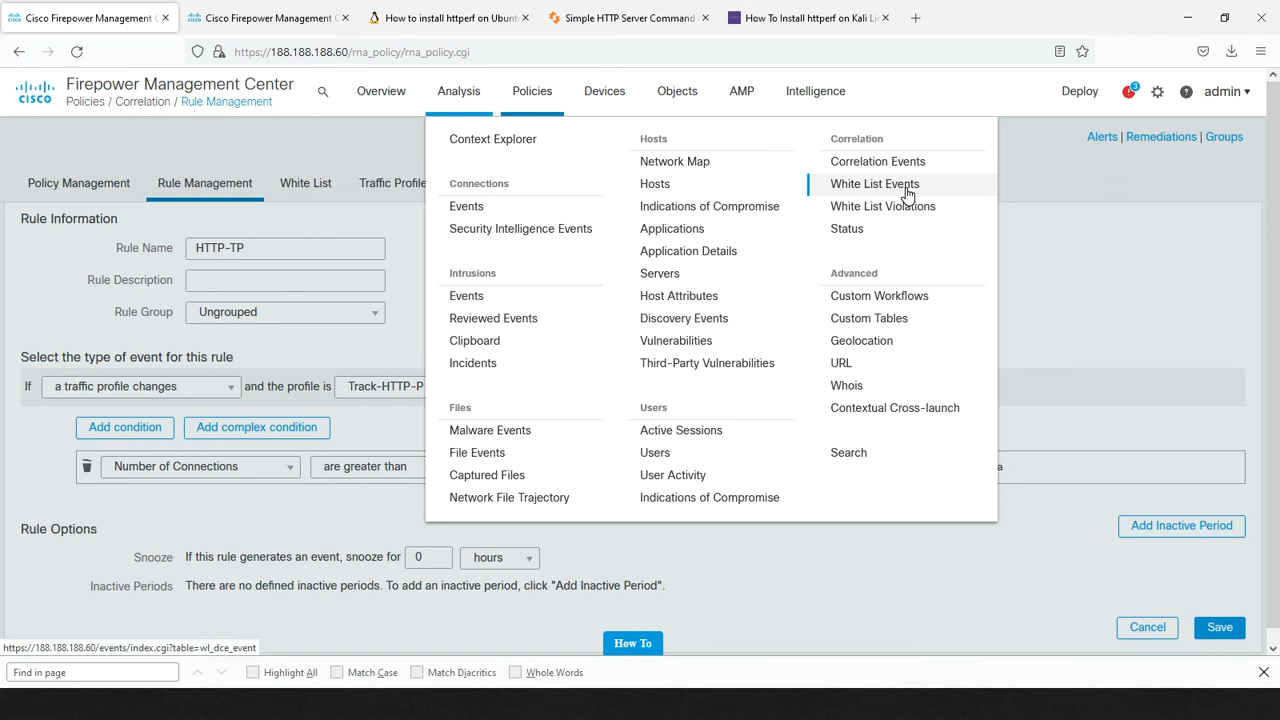 Cisco Firepower Management C
Cisco Firepower Management C
How to install httperf on Ubunt
Simple HTTP Server Command
How To Install httperf on Kali Li
https://188.188.188.60/rna_policy/rna_policy.cgi
cisco
Firepower Management Center
Policies / Correlation / Rule Management
Overview
Analysis
Policies
Devices
Objects
AMP
Intelligence
Deploy
3
admin
Alerts | Remediations | Groups
Policy Management
Rule Management
White List
Traffic Profile
Context Explorer
Connections
Events
Security Intelligence Events
Intrusions
Events
Reviewed Events
Clipboard
Incidents
Files
Malware Events
File Events
Captured Files
Network File Trajectory
Hosts
Network Map
Hosts
Indications of Compromise
Applications
Application Details
Servers
Host Attributes
Discovery Events
Vulnerabilities
Third-Party Vulnerabilities
Users
Active Sessions
Users
User Activity
Indications of Compromise
Correlation
Correlation Events
White List Events
White List Violations
Status
Advanced
Custom Workflows
Custom Tables
Geolocation
URL
Whois
Contextual Cross-launch
Search
Rule Information
Rule Name HTTP-TP
Rule Description
Rule Group Ungrouped
Select the type of event for this rule
If a traffic profile changes and the profile is Track-HTTP-P
Add condition Add complex condition
Number of Connections are greater than
a
Rule Options
Add Inactive Period
Snooze If this rule generates an event, snooze for 0 hours
Inactive Periods There are no defined inactive periods. To add an inactive period, click "Add Inactive Period".
Cancel Save
https://188.188.188.60/events/index.cgi?table=wl_dce_event
How To
Find in page
Highlight All
Match Case
Match Diacritics
Whole Words